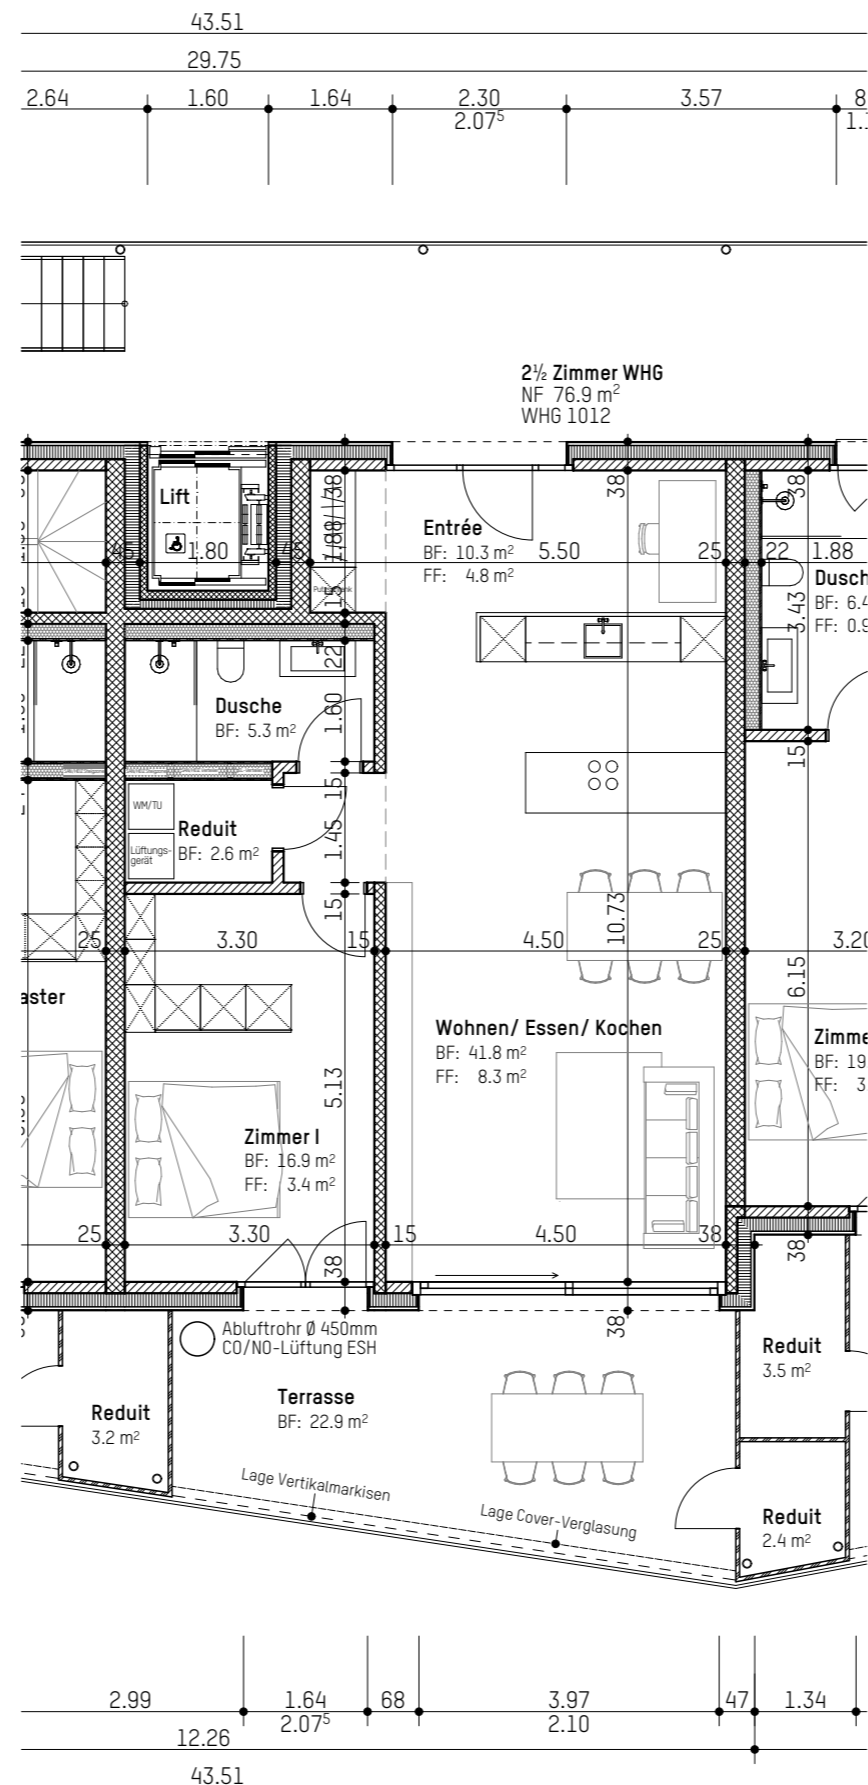 43.51
29.75
2.64 1.60 1.64 2.30 3.57
2.07⁵
2½ Zimmer WHG
NF 76.9 m²
WHG 1012
Lift
38
38
38
Entrée
BF: 10.3 m²
FF: 4.8 m²
45 1.80 45 1.88 5.50 25 22 1.88
Putzschrank
15
3.43
22
Dusche
BF: 5.3 m²
1.60
15
15
WM/TU
Reduit
BF: 2.6 m²
Lüftungs-
gerät
1.45
15
25 3.30 15 4.50 25 3.20
10.73
6.15
Wohnen/ Essen/ Kochen
BF: 41.8 m²
FF: 8.3 m²
5.13
Zimmer I
BF: 16.9 m²
FF: 3.4 m²
25 3.30 15 4.50 38
38
38
38
Abluftrohr Ø 450mm
CO/NO-Lüftung ESH
Reduit
3.5 m²
Terrasse
BF: 22.9 m²
Reduit
3.2 m²
Lage Vertikalmarkisen
Lage Cover-Verglasung
Reduit
2.4 m²
2.99 1.64 68 3.97 47 1.34
2.07⁵ 2.10
12.26
43.51